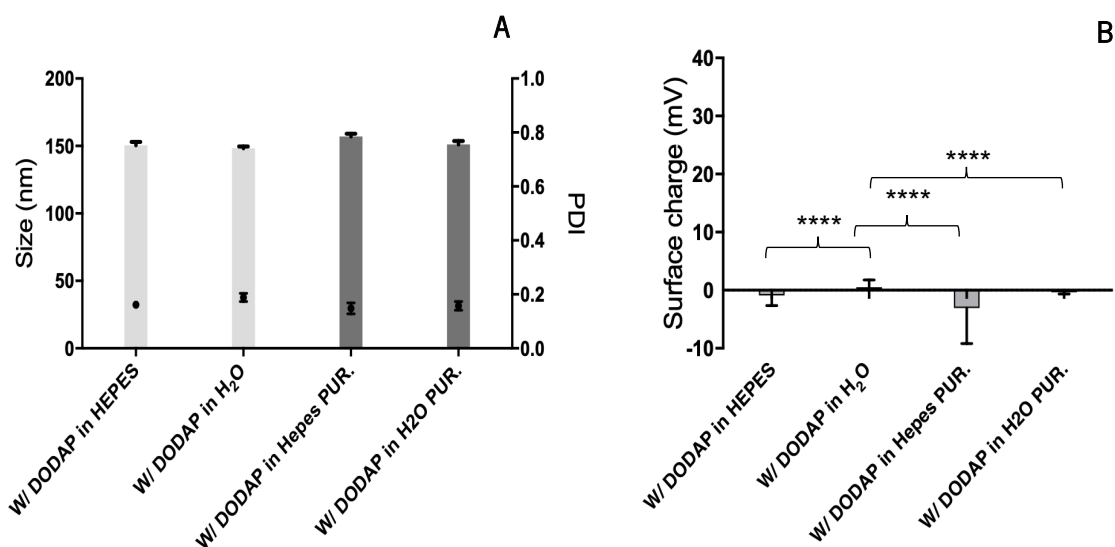 A
Size (nm)
200
150
100
50
0
1.0
0.8
0.6
0.4
0.2
0.0
PDI
W/ DODAP in HEPES
W/ DODAP in H₂O
W/ DODAP in Hepes PUR.
W/ DODAP in H2O PUR.
B
Surface charge (mV)
40
30
20
10
0
-10
****
****
****
W/ DODAP in HEPES
W/ DODAP in H₂O
W/ DODAP in Hepes PUR.
W/ DODAP in H2O PUR.